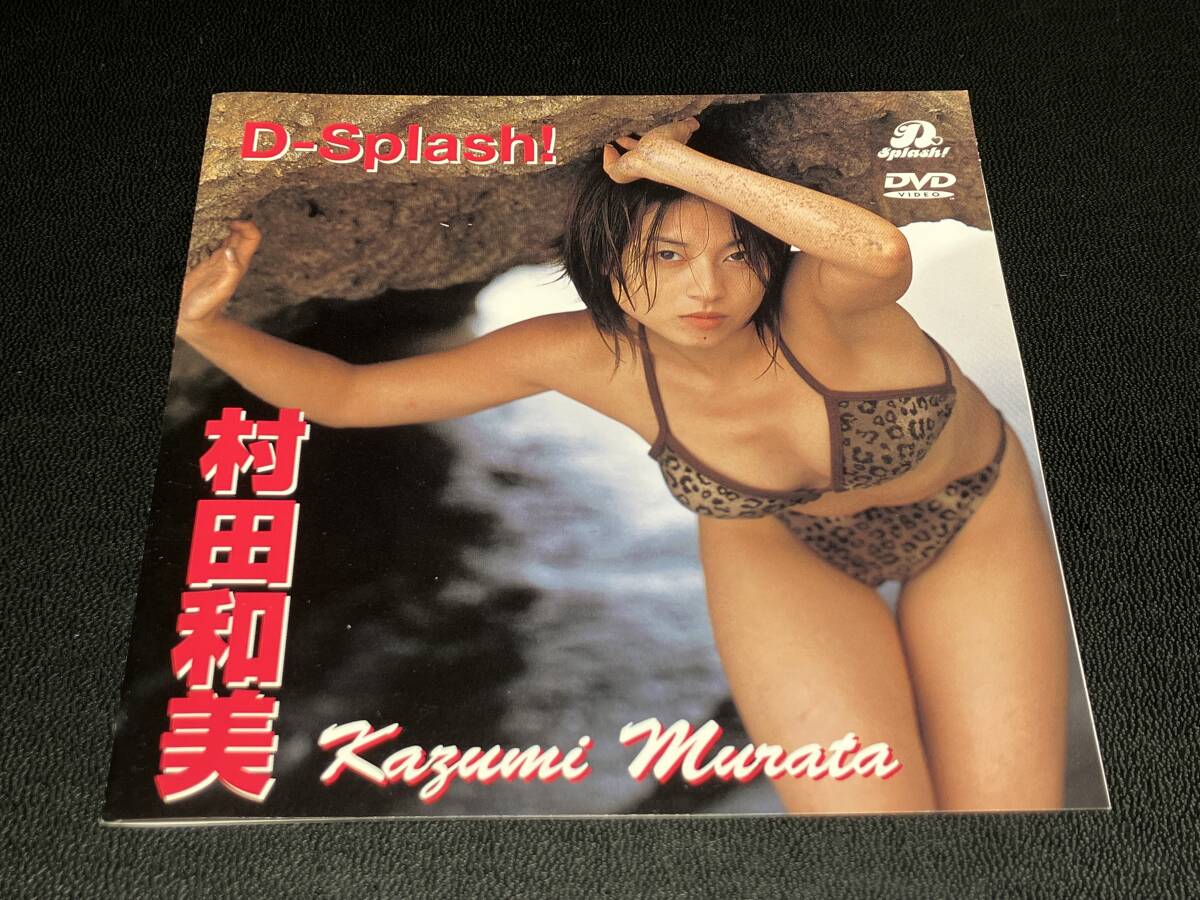 D-Splash!
D.
Splash!
DVD
VIDEO
村田和美
Kazumi Murata